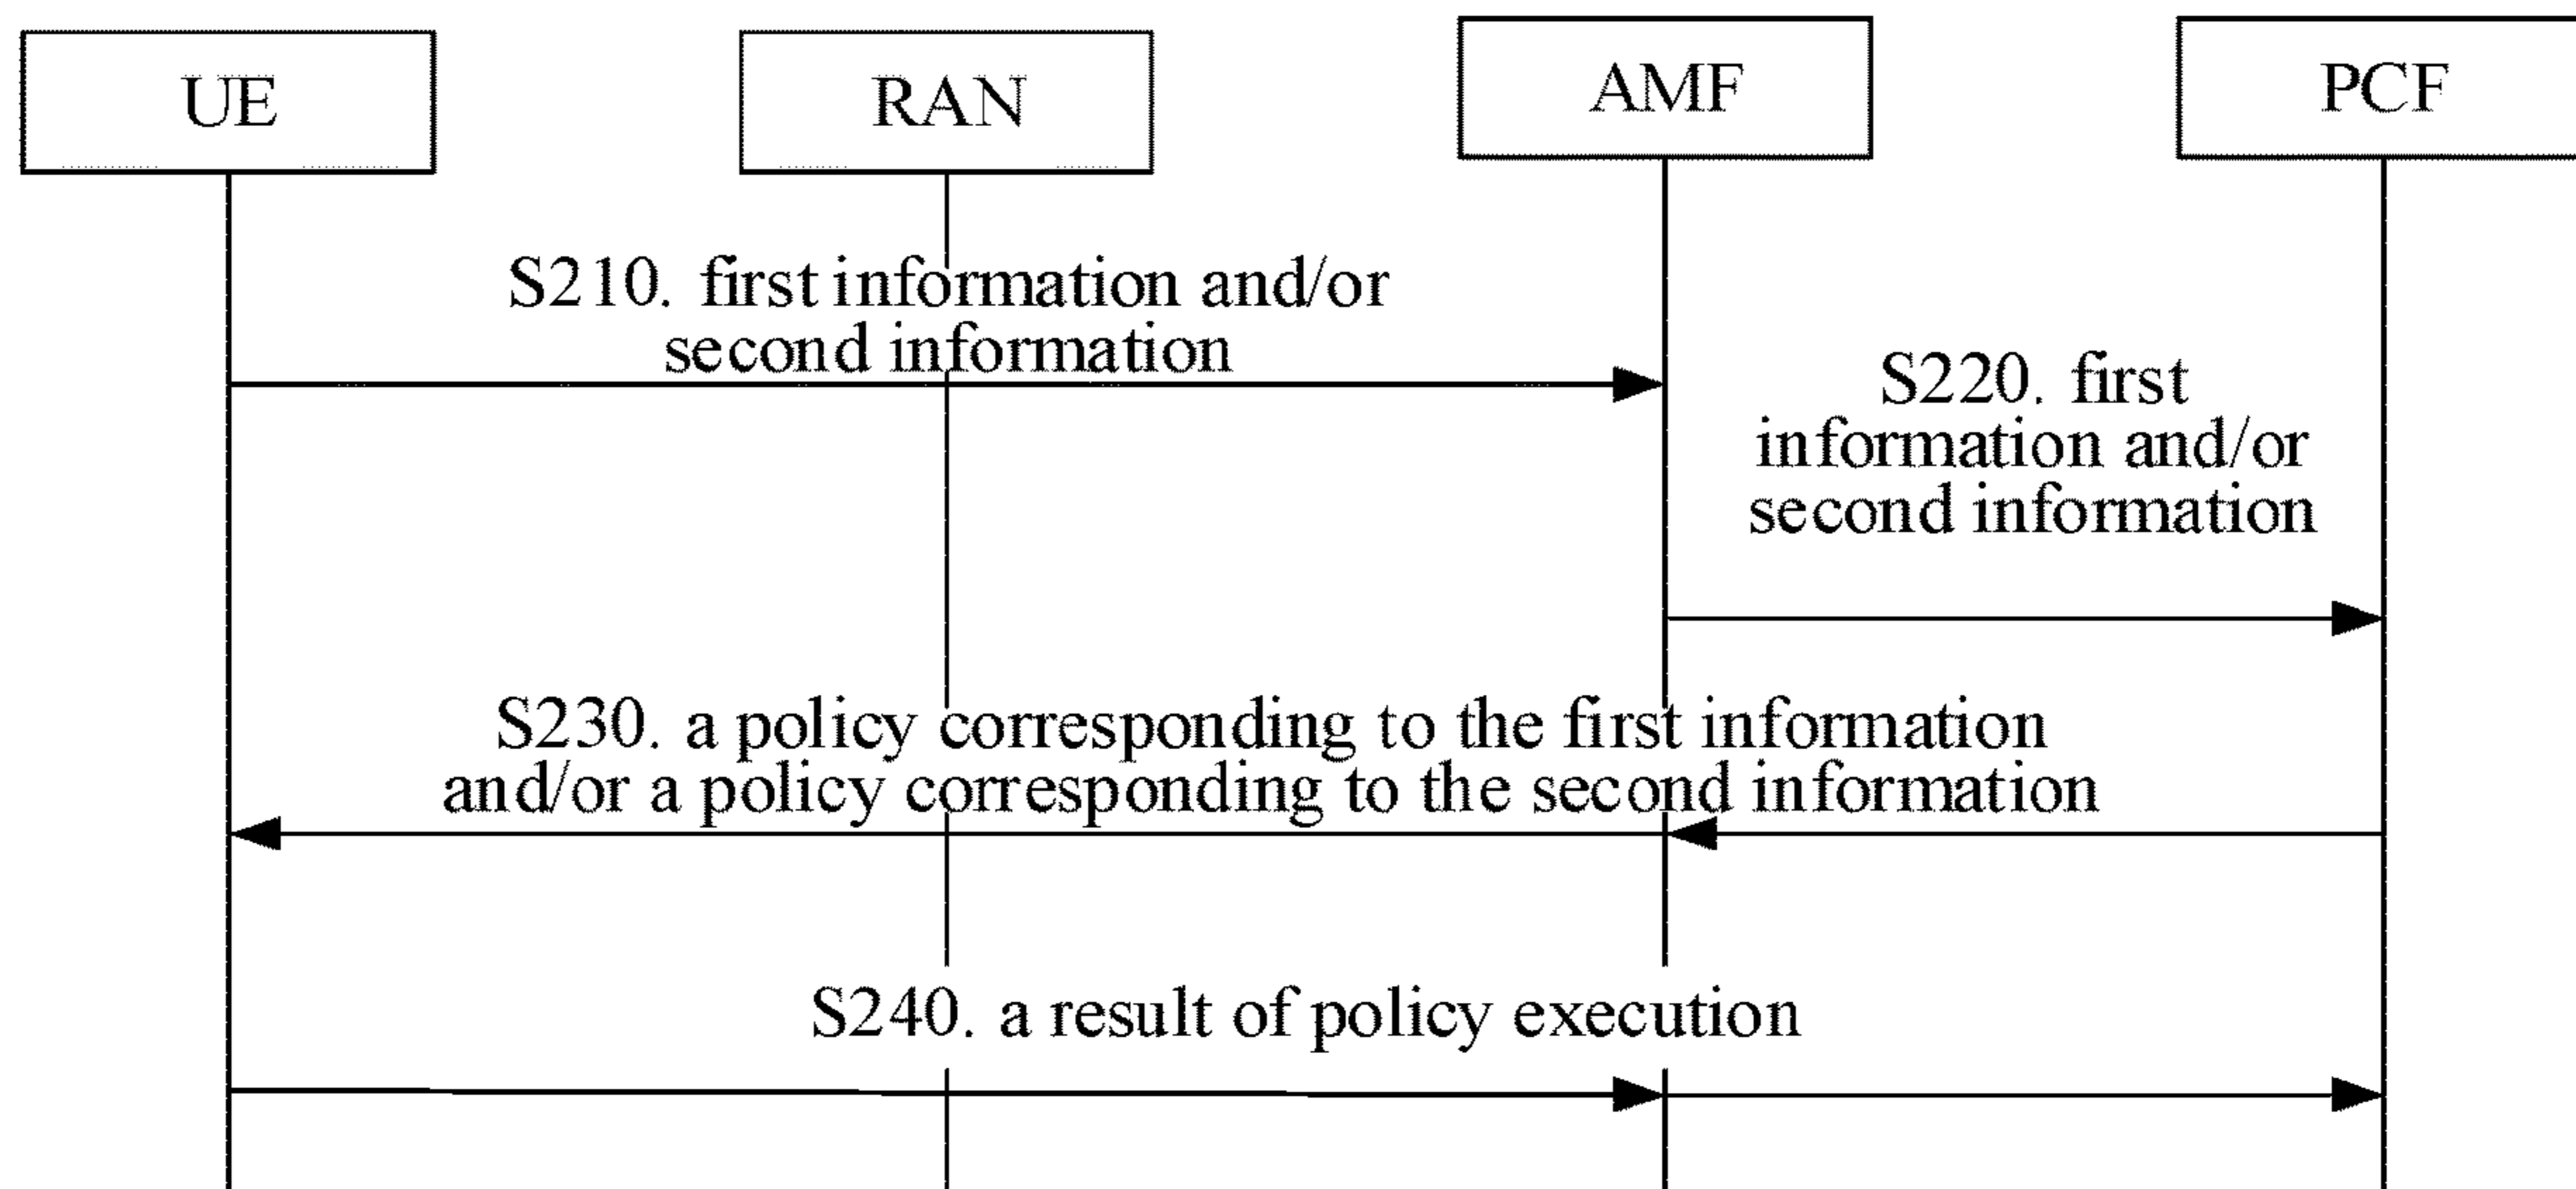 UE
RAN
AMF
PCF
S210. first information and/or
second information
S220. first
information and/or
second information
S230. a policy corresponding to the first information
and/or a policy corresponding to the second information
S240. a result of policy execution